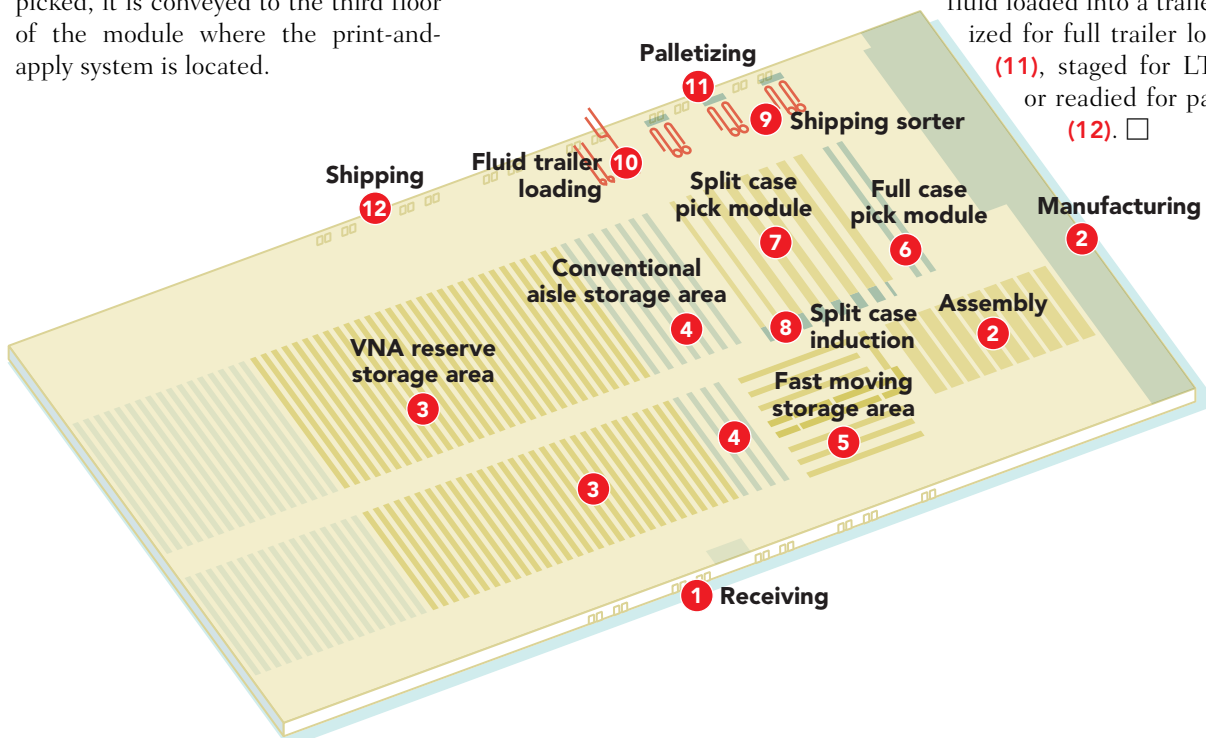 picked, it is conveyed to the third floor
of the module where the print-and-
apply system is located.
fluid loaded into a
ized for full trailer
(11), staged for
or readied for
(12). □
Palletizing
11
9 Shipping sorter
Fluid trailer
loading
10
Shipping
12
Split case
pick module
7
Full case
pick module
6
Manufacturing
2
Conventional
aisle storage area
4
8 Split case
induction
Assembly
2
VNA reserve
storage area
3
Fast moving
storage area
5
4
3
1 Receiving